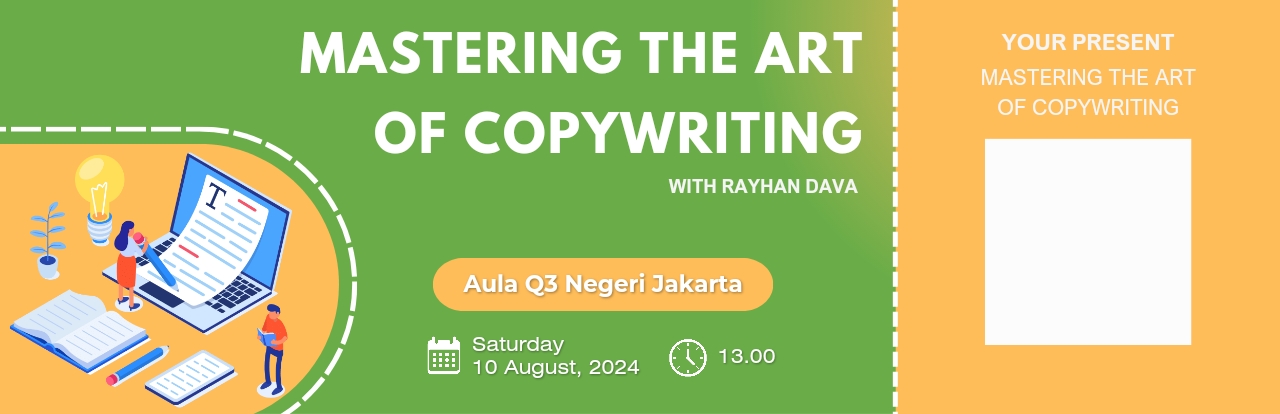 MASTERING THE ART
OF COPYWRITING
WITH RAYHAN DAVA
Aula Q3 Negeri Jakarta
Saturday
10 August, 2024
13.00
T
YOUR PRESENT
MASTERING THE ART
OF COPYWRITING